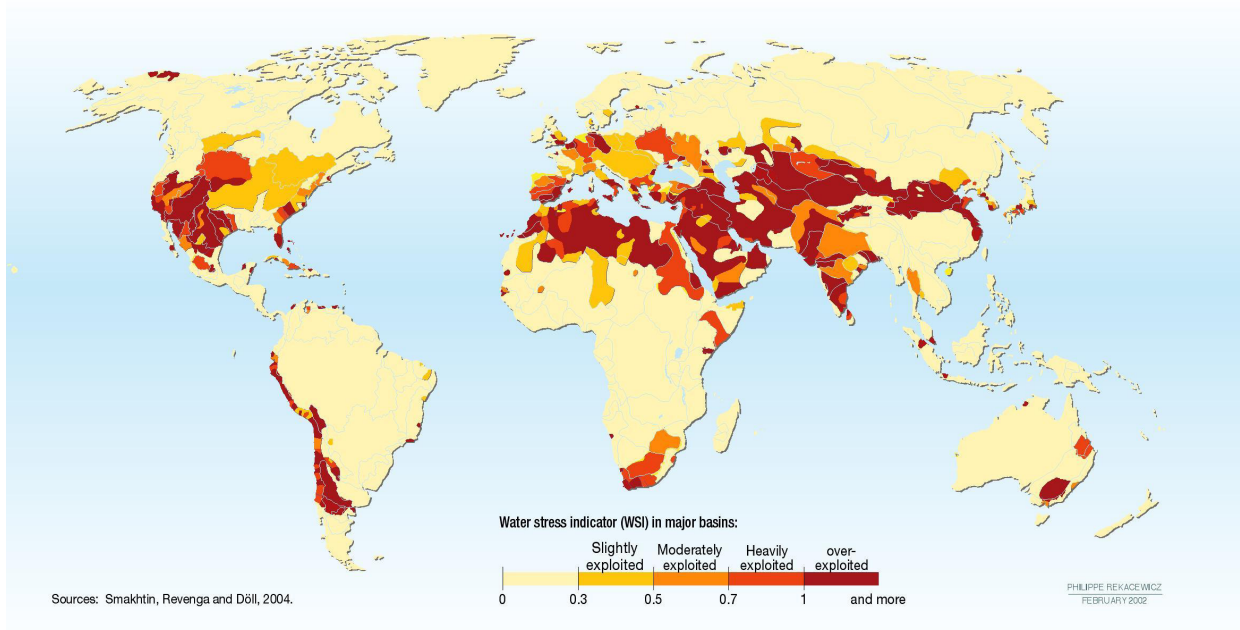 Water stress indicator (WSI) in major basins:
Slightly exploited
Moderately exploited
Heavily exploited
over-exploited
0
0.3
0.5
0.7
1
and more
Sources: Smakhtin, Revenga and Döll, 2004.
PHILIPPE REKACEWICZ
FEBRUARY 2002